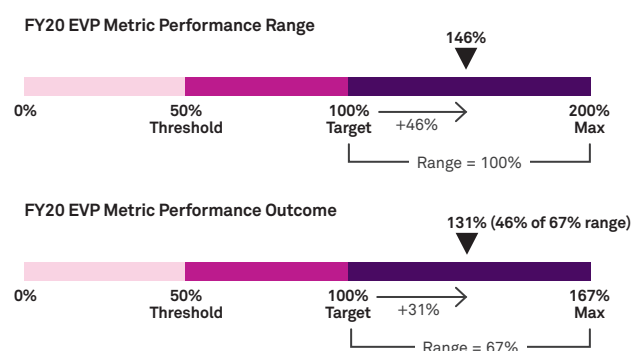 FY20 EVP Metric Performance Range
146%
0%
50%
Threshold
100%
Target
+46%
200%
Max
Range = 100%
FY20 EVP Metric Performance Outcome
131% (46% of 67% range)
0%
50%
Threshold
100%
Target
+31%
167%
Max
Range = 67%